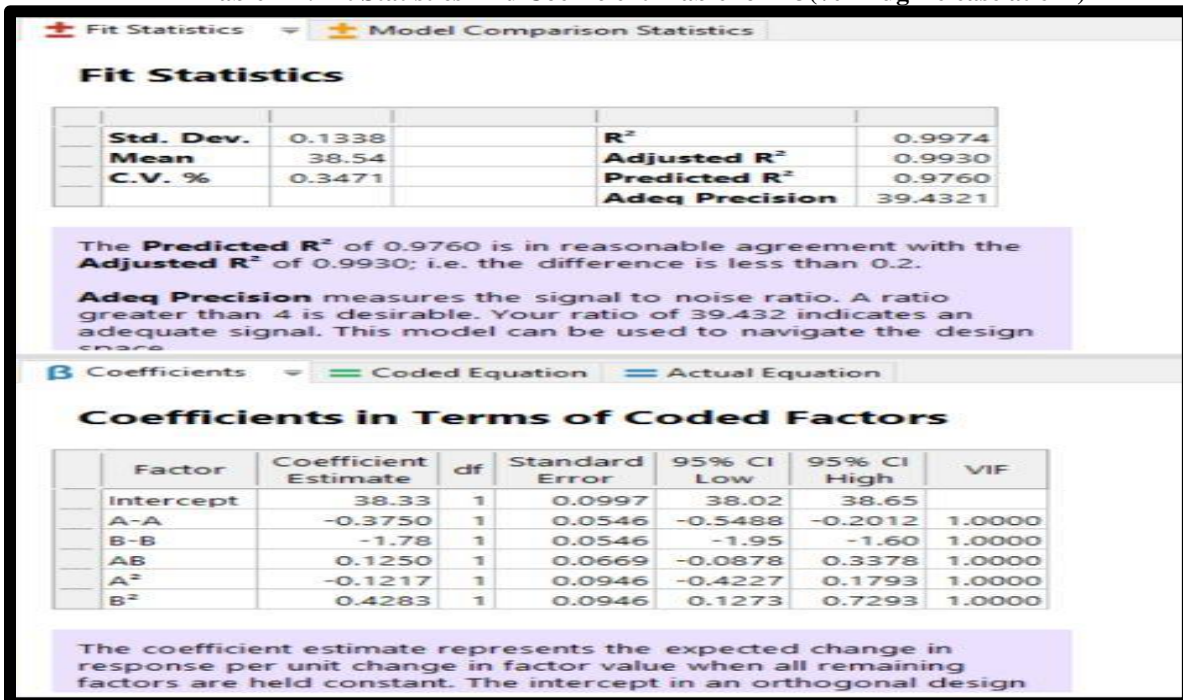 Fit Statistics Model Comparison Statistics
Fit Statistics
Std. Dev. 0.1338 R² 0.9974
Mean 38.54 Adjusted R² 0.9930
C.V. % 0.3471 Predicted R² 0.9760
Adeq Precision 39.4321
The Predicted R² of 0.9760 is in reasonable agreement with the
Adjusted R² of 0.9930; i.e. the difference is less than 0.2.
Adeq Precision measures the signal to noise ratio. A ratio
greater than 4 is desirable. Your ratio of 39.432 indicates an
adequate signal. This model can be used to navigate the design
space
β Coefficients Coded Equation Actual Equation
Coefficients in Terms of Coded Factors
Factor Coefficient Estimate df Standard Error 95% CI Low 95% CI High VIF
Intercept 38.33 1 0.0997 38.02 38.65
A-A -0.3750 1 0.0546 -0.5488 -0.2012 1.0000
B-B -1.78 1 0.0546 -1.95 -1.60 1.0000
AB 0.1250 1 0.0669 -0.0878 0.3378 1.0000
A² -0.1217 1 0.0946 -0.4227 0.1793 1.0000
B² 0.4283 1 0.0946 0.1273 0.7293 1.0000
The coefficient estimate represents the expected change in
response per unit change in factor value when all remaining
factors are held constant. The intercept in an orthogonal design